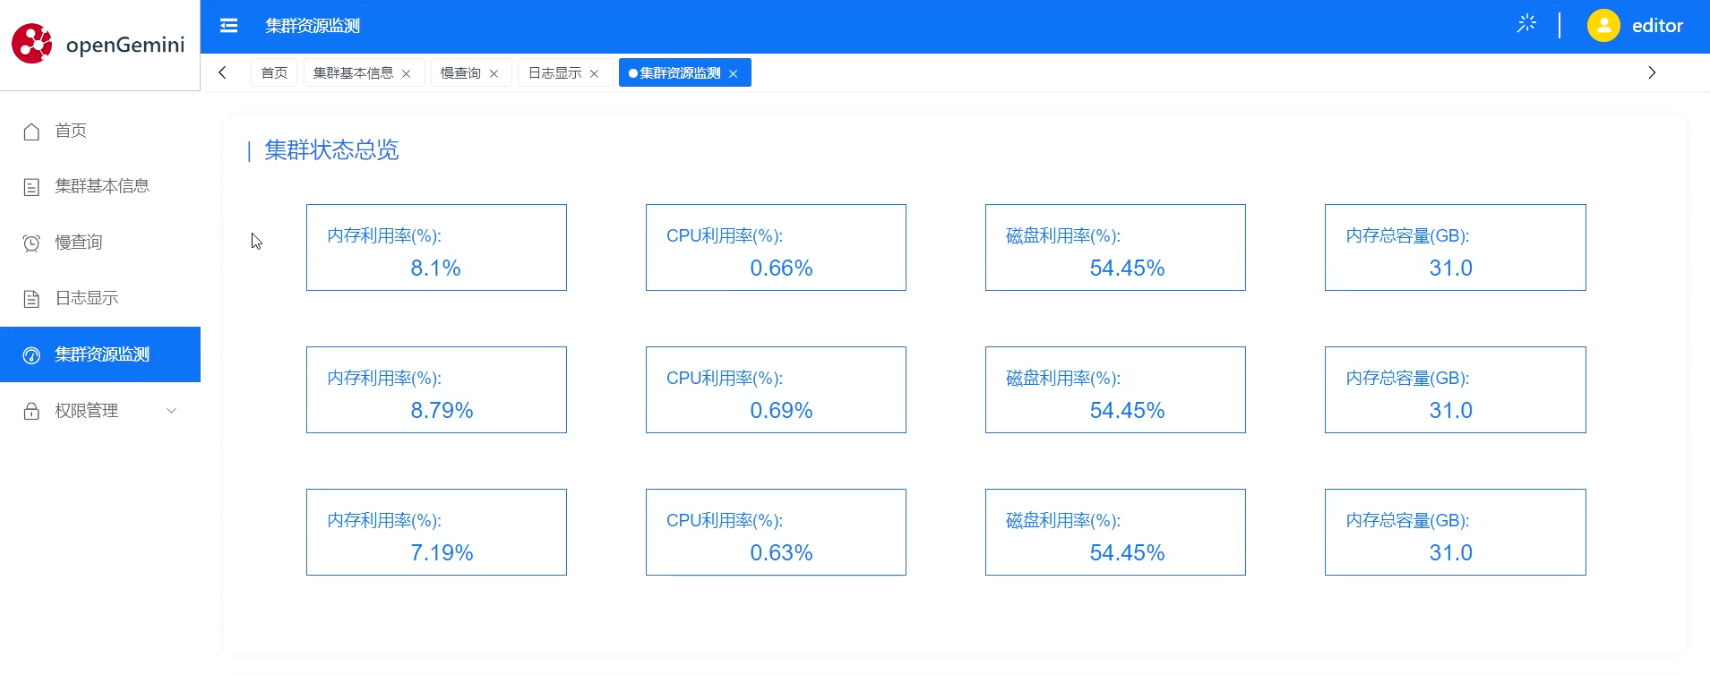 openGemini
集群资源监测
editor
首页
集群基本信息
慢查询
日志显示
集群资源监测
首页
集群基本信息
慢查询
日志显示
集群资源监测
权限管理
集群状态总览
内存利用率(%):
8.1%
CPU利用率(%):
0.66%
磁盘利用率(%):
54.45%
内存总容量(GB):
31.0
内存利用率(%):
8.79%
CPU利用率(%):
0.69%
磁盘利用率(%):
54.45%
内存总容量(GB):
31.0
内存利用率(%):
7.19%
CPU利用率(%):
0.63%
磁盘利用率(%):
54.45%
内存总容量(GB):
31.0